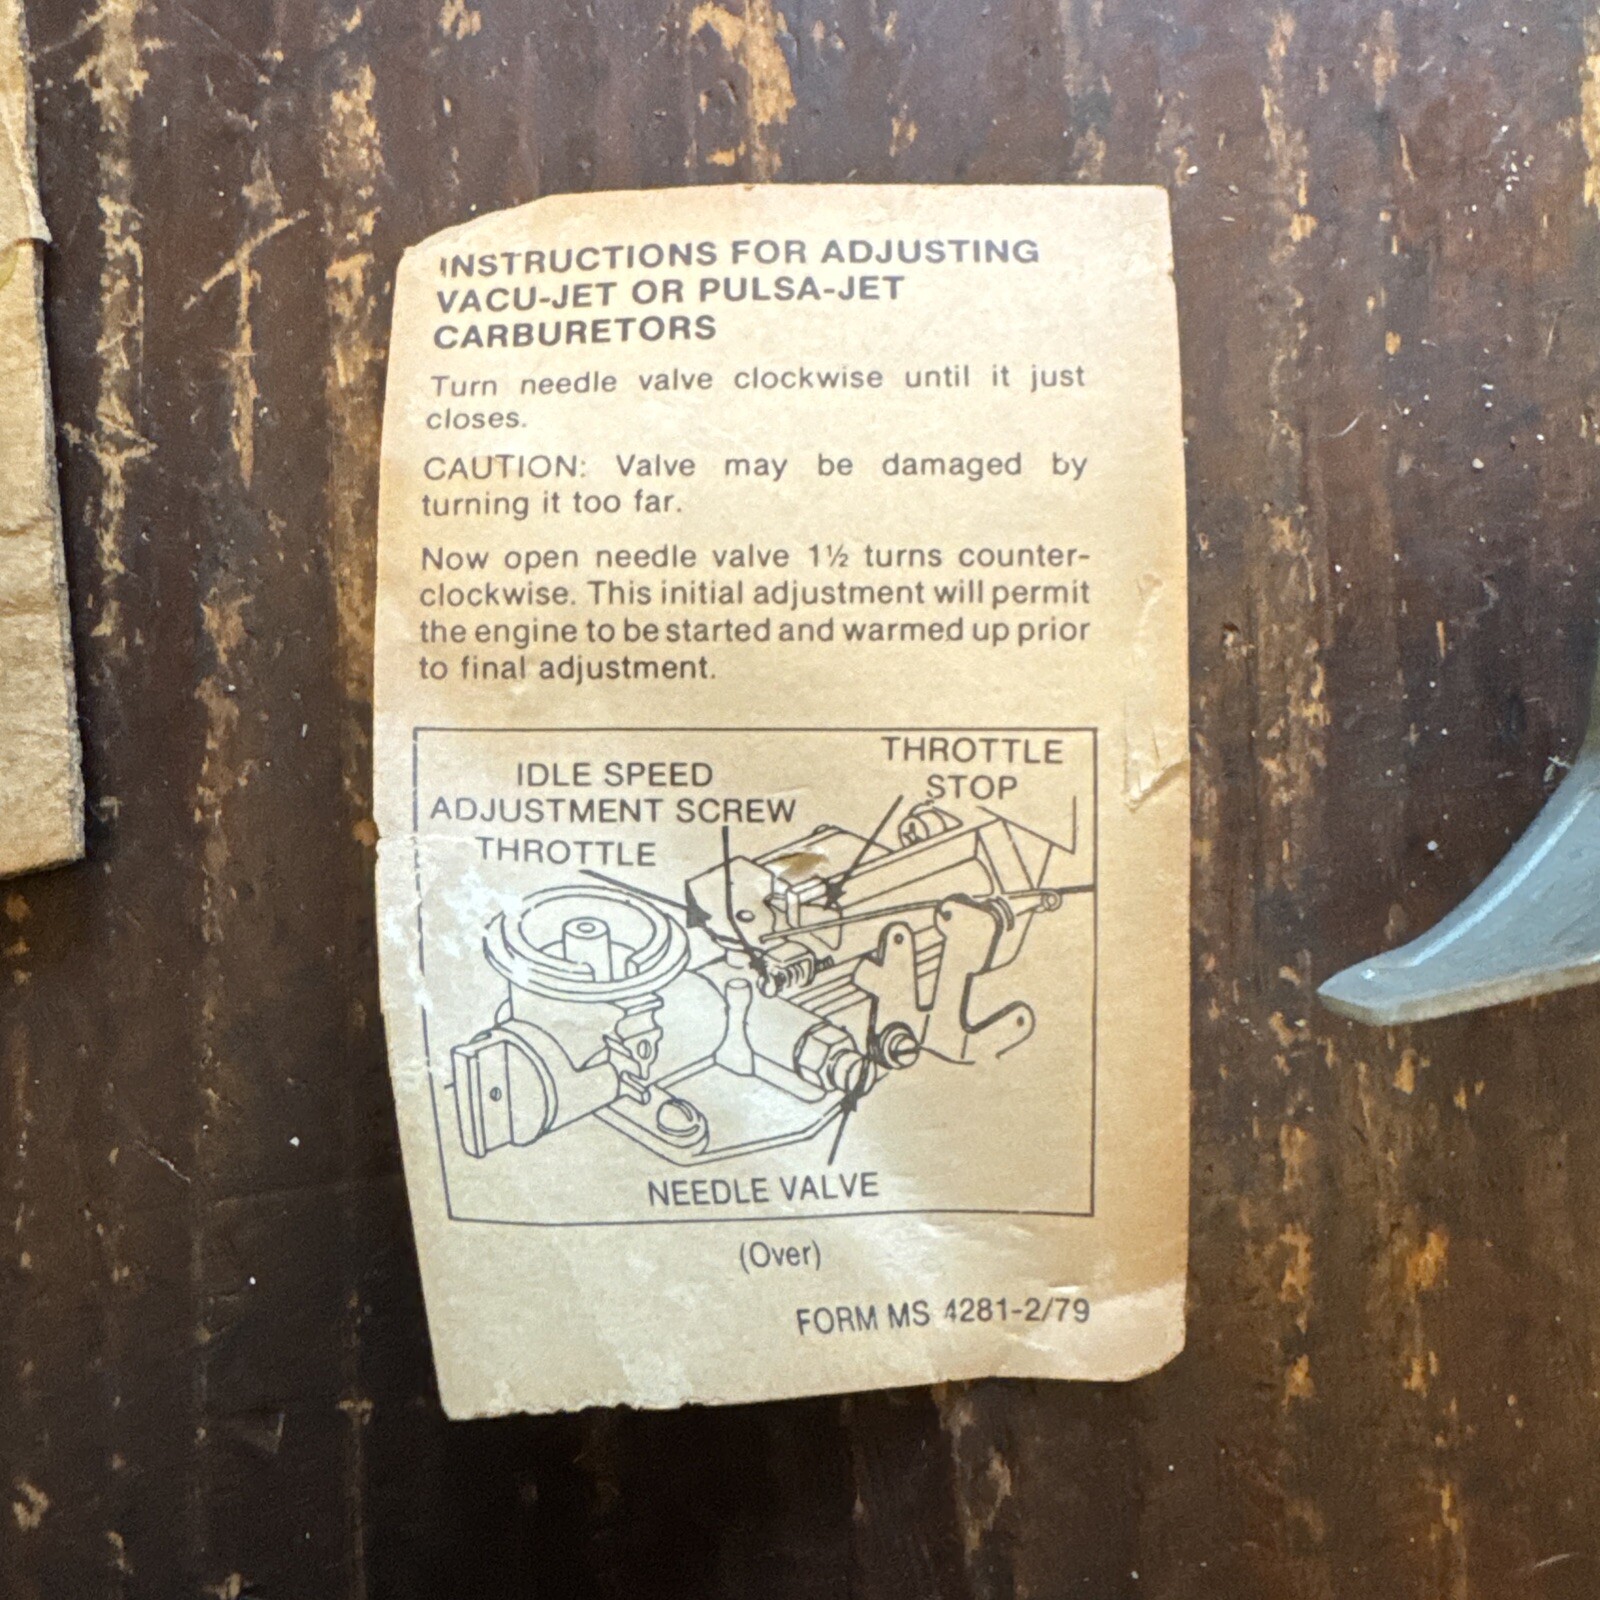 INSTRUCTIONS FOR ADJUSTING
VACU-JET OR PULSA-JET
CARBURETORS
Turn needle valve clockwise until it just
closes.
CAUTION: Valve may be damaged by
turning it too far.
Now open needle valve 1½ turns counter-
clockwise. This initial adjustment will permit
the engine to be started and warmed up prior
to final adjustment.
THROTTLE
STOP
IDLE SPEED
ADJUSTMENT SCREW
THROTTLE
NEEDLE VALVE
(Over)
FORM MS 4281-2/79